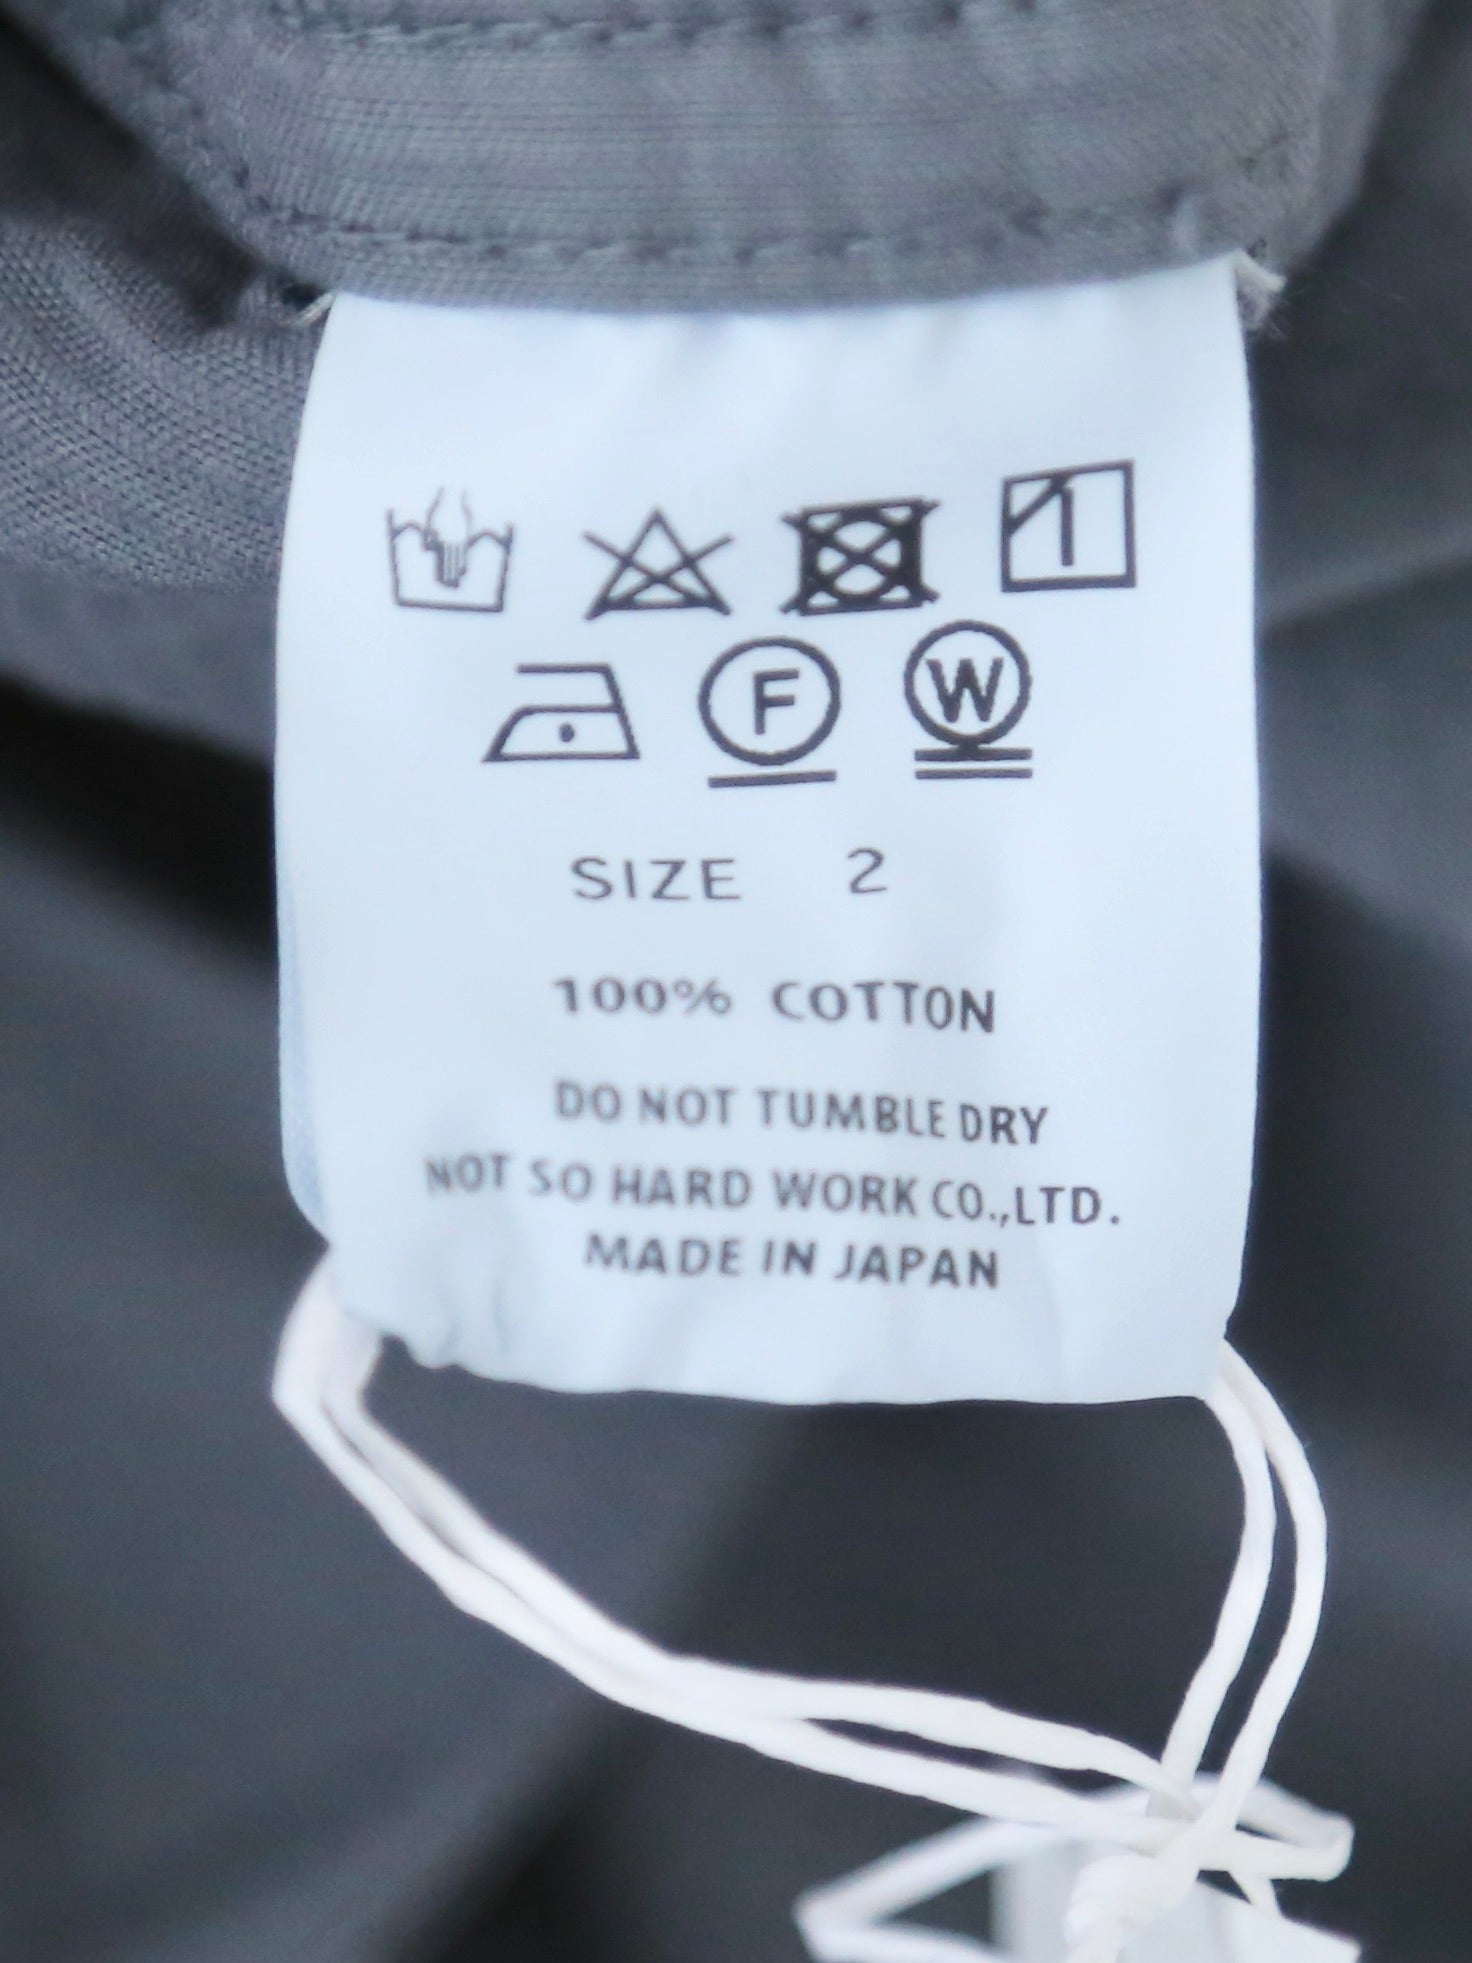 F W
SIZE 2
100% COTTON
DO NOT TUMBLE DRY
NOT SO HARD WORK CO.,LTD.
MADE IN JAPAN